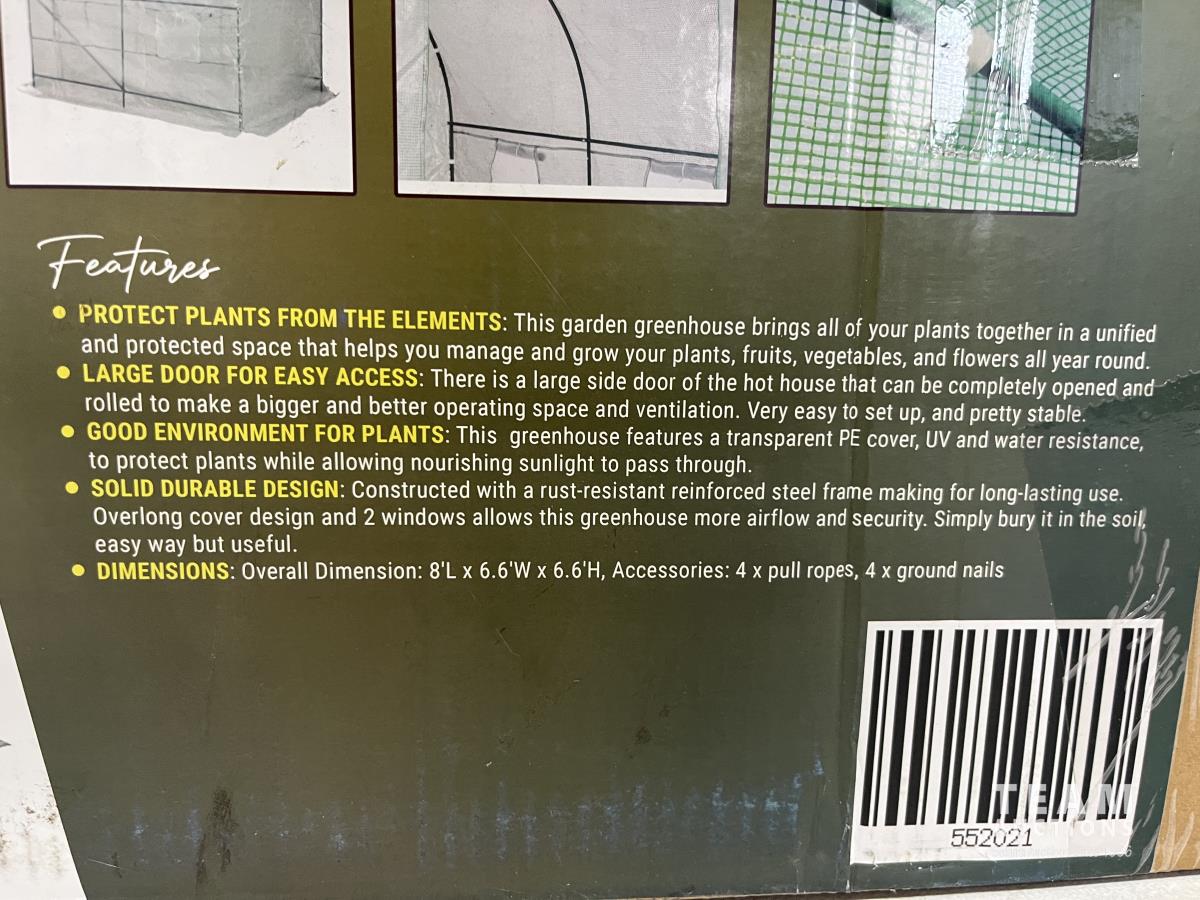 Features
• PROTECT PLANTS FROM THE ELEMENTS: This garden greenhouse brings all of your plants together in a unified
and protected space that helps you manage and grow your plants, fruits, vegetables, and flowers all year round.
• LARGE DOOR FOR EASY ACCESS: There is a large side door of the hot house that can be completely opened and
rolled to make a bigger and better operating space and ventilation. Very easy to set up, and pretty stable.
• GOOD ENVIRONMENT FOR PLANTS: This greenhouse features a transparent PE cover, UV and water resistance,
to protect plants while allowing nourishing sunlight to pass through.
• SOLID DURABLE DESIGN: Constructed with a rust-resistant reinforced steel frame making for long-lasting use.
Overlong cover design and 2 windows allows this greenhouse more airflow and security. Simply bury it in the soil,
easy way but useful.
• DIMENSIONS: Overall Dimension: 8'L x 6.6'W x 6.6'H, Accessories: 4 x pull ropes, 4 x ground nails
TEAM
AUCTIONS
552021